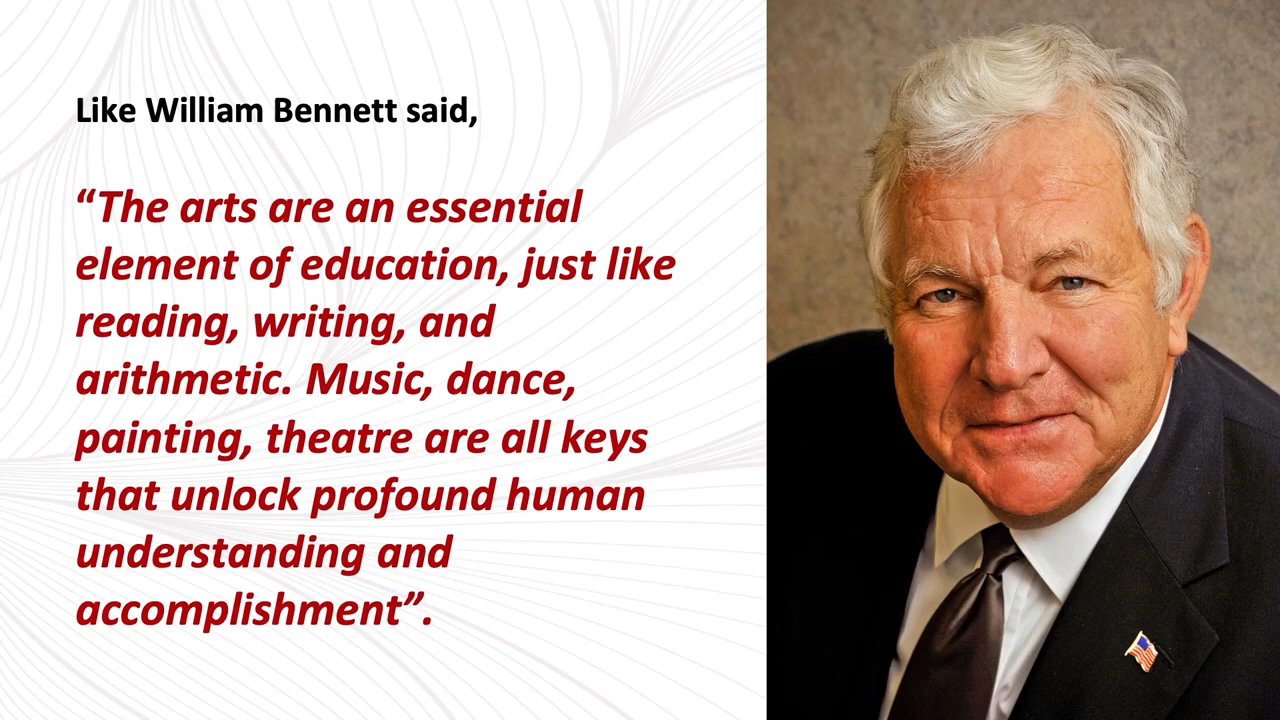 Like William Bennett said,
“The arts are an essential
element of education, just like
reading, writing, and
arithmetic. Music, dance,
painting, theatre are all keys
that unlock profound human
understanding and
accomplishment”.